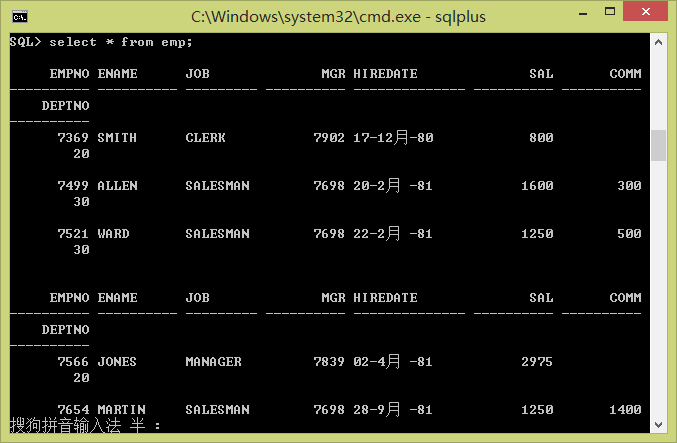 C:\Windows\system32\cmd.exe - sqlplus
SQL> select * from emp;
EMPNO ENAME JOB MGR HIREDATE SAL COMM
---------- ---------- --------- ---------- -------------- ---------- ----------
DEPTNO
----------
7369 SMITH CLERK 7902 17-12月-80 800
20
7499 ALLEN SALESMAN 7698 20-2月 -81 1600 300
30
7521 WARD SALESMAN 7698 22-2月 -81 1250 500
30
EMPNO ENAME JOB MGR HIREDATE SAL COMM
---------- ---------- --------- ---------- -------------- ---------- ----------
DEPTNO
----------
7566 JONES MANAGER 7839 02-4月 -81 2975
20
7654 MARTIN SALESMAN 7698 28-9月 -81 1250 1400
搜狗拼音输入法 半 :